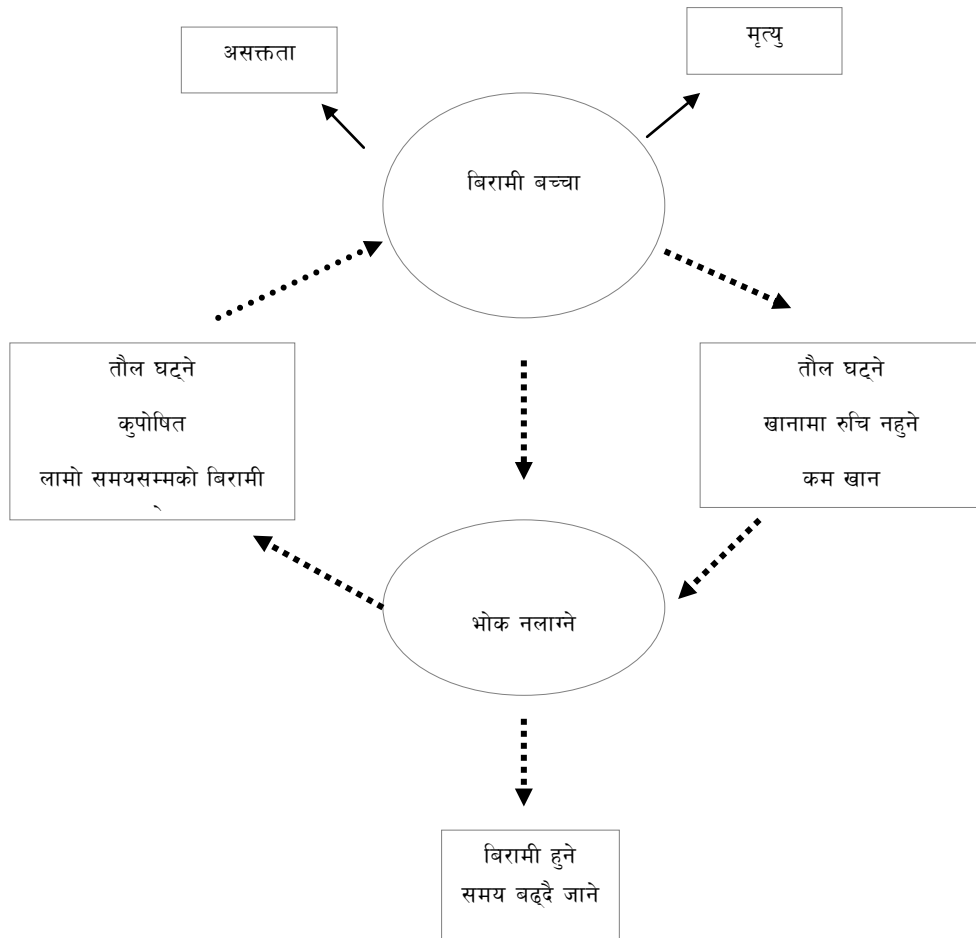 असक्तता
मृत्यु
बिरामी बच्चा
तौल घट्ने
कुपोषित
लामो समयसम्मको बिरामी
तौल घट्ने
खानामा रुचि नहुने
कम खान
भोक नलाग्ने
बिरामी हुने
समय बढ्दै जाने